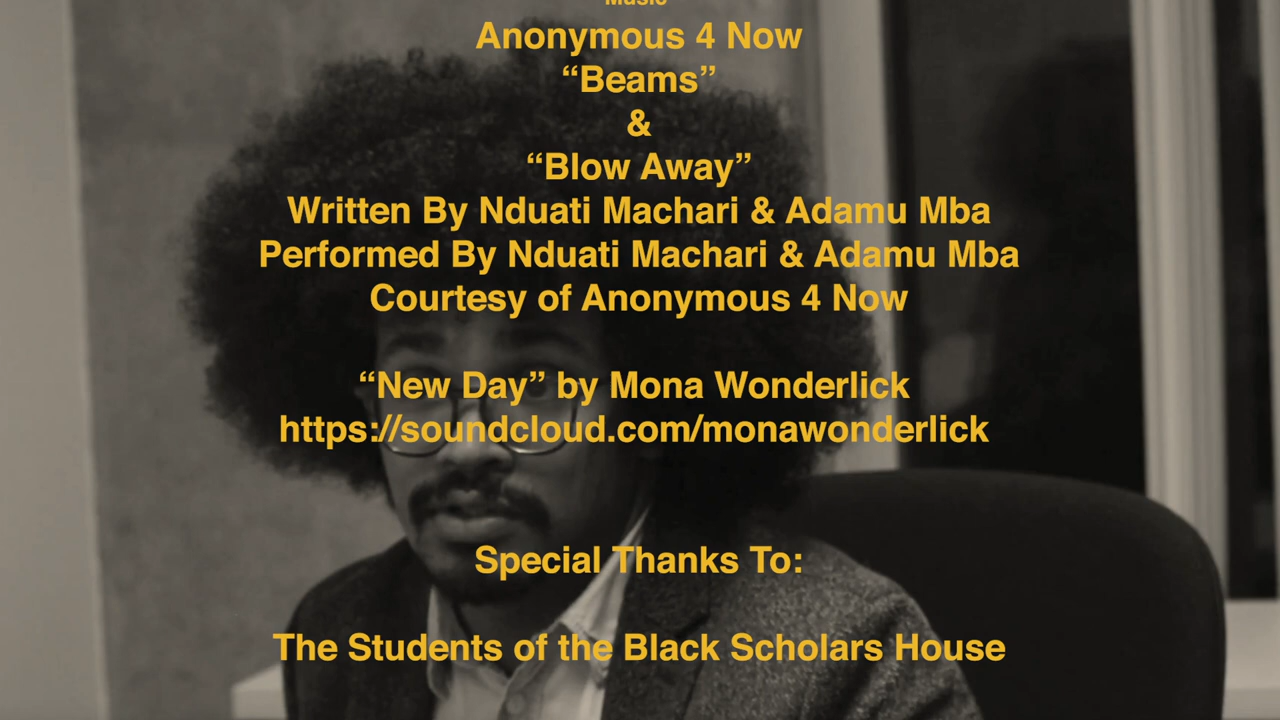 Music
Anonymous 4 Now
“Beams”
&
“Blow Away”
Written By Nduati Machari & Adamu Mba
Performed By Nduati Machari & Adamu Mba
Courtesy of Anonymous 4 Now
“New Day” by Mona Wonderlick
https://soundcloud.com/monawonderlick
Special Thanks To:
The Students of the Black Scholars House